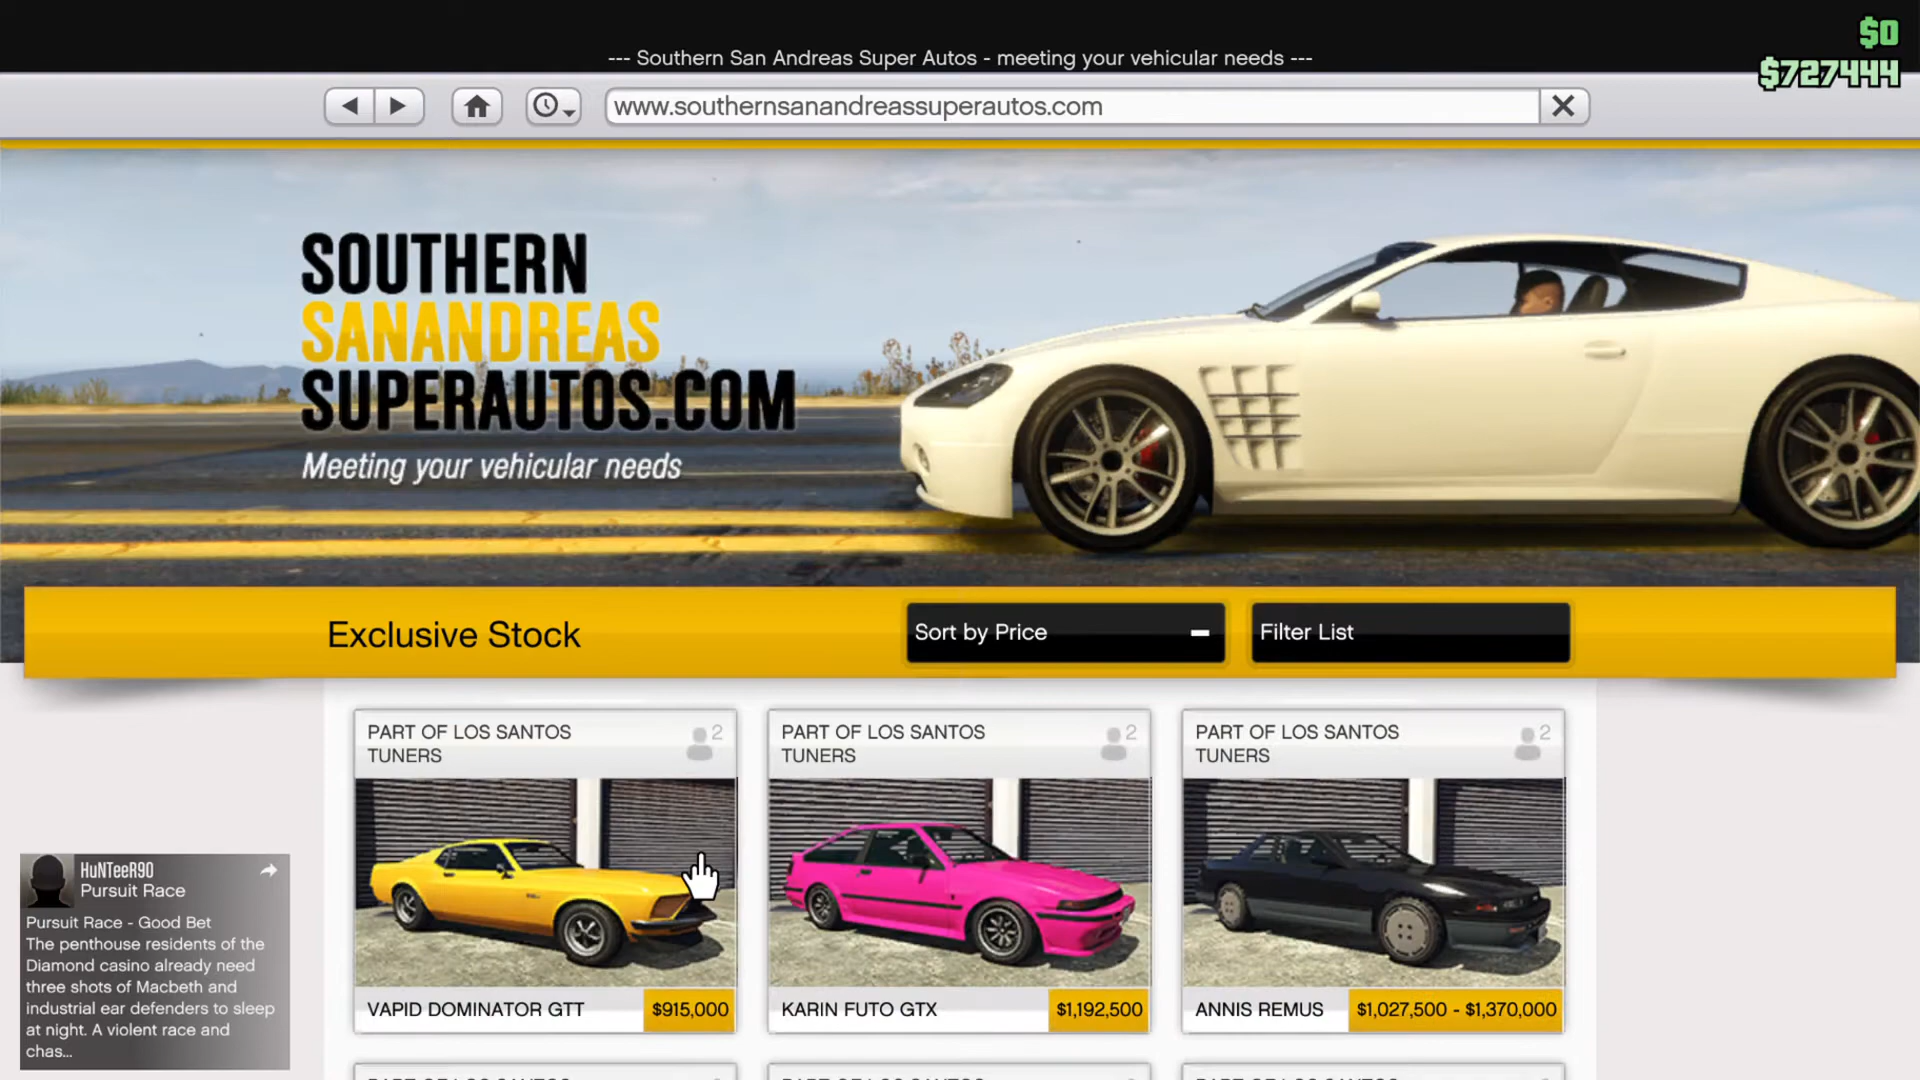 $0
--- Southern San Andreas Super Autos - meeting your vehicular needs ---
$727444
www.southernsanandreassuperautos.com
SOUTHERN
SANANDREAS
SUPERAUTOS.COM
Meeting your vehicular needs
Exclusive Stock
Sort by Price
Filter List
PART OF LOS SANTOS
TUNERS
2
VAPID DOMINATOR GTT
$915,000
PART OF LOS SANTOS
TUNERS
2
KARIN FUTO GTX
$1,192,500
PART OF LOS SANTOS
TUNERS
2
ANNIS REMUS
$1,027,500 - $1,370,000
HuNTeeR90
Pursuit Race
Pursuit Race - Good Bet
The penthouse residents of the
Diamond casino already need
three shots of Macbeth and
industrial ear defenders to sleep
at night. A violent race and
chas...